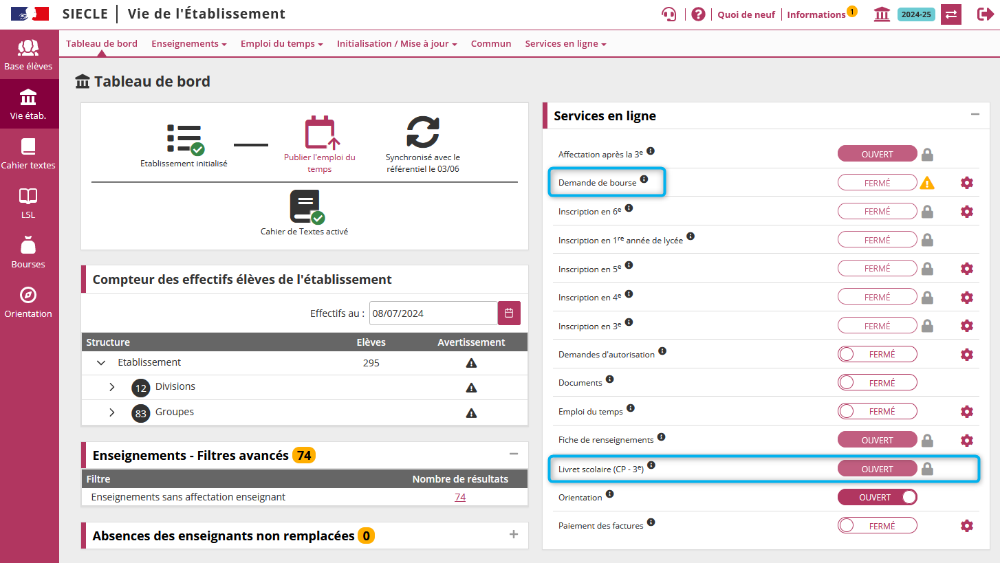 SIECLE | Vie de l'Établissement
Quoi de neuf
Informations 1
2024-25
Base élèves
Vie étab.
Cahier textes
LSL
Bourses
Orientation
Tableau de bord
Enseignements
Emploi du temps
Initialisation / Mise à jour
Commun
Services en ligne
Tableau de bord
Etablissement initialisé
Publier l'emploi du
temps
Synchronisé avec le
référentiel le 03/06
Cahier de Textes activé
Compteur des effectifs élèves de l'établissement
Effectifs au : 08/07/2024
Structure Elèves Avertissement
Etablissement 295
12 Divisions
83 Groupes
Enseignements - Filtres avancés 74
Filtre Nombre de résultats
Enseignements sans affectation enseignant 74
Absences des enseignants non remplacées 0
Services en ligne
Affectation après la 3e OUVERT
Demande de bourse FERMÉ
Inscription en 6e FERMÉ
Inscription en 1re année de lycée FERMÉ
Inscription en 5e FERMÉ
Inscription en 4e FERMÉ
Inscription en 3e FERMÉ
Demandes d'autorisation FERMÉ
Documents FERMÉ
Emploi du temps FERMÉ
Fiche de renseignements OUVERT
Livret scolaire (CP - 3e) OUVERT
Orientation OUVERT
Paiement des factures FERMÉ